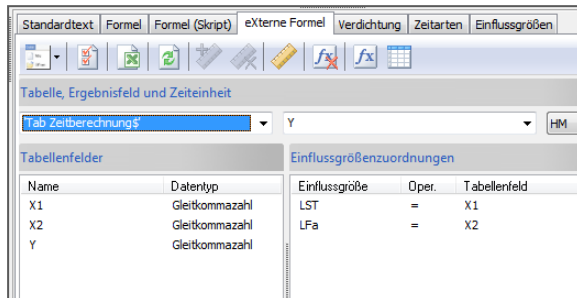 Standardtext Formel Formel (Skript) eXterne Formel Verdichtung Zeitarten Einflussgrößen
Tabelle, Ergebnisfeld und Zeiteinheit
'Tab Zeitberechnung$' Y HM
Tabellenfelder Einflussgrößenzuordnungen
Name Datentyp Einflussgröße Oper. Tabellenfeld
X1 Gleitkommazahl LST = X1
X2 Gleitkommazahl LFa = X2
Y Gleitkommazahl